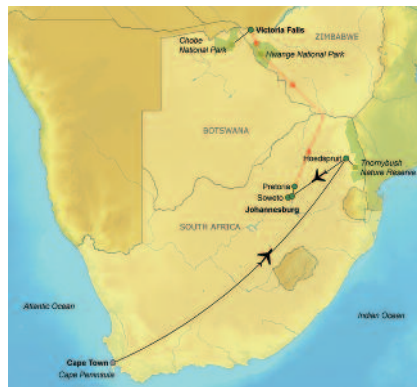 Victoria Falls
ZIMBABWE
Chobe
National Park
Hwange National Park
BOTSWANA
Hoedspruit
Thornybush
Nature Reserve
Pretoria
Soweto
Johannesburg
SOUTH AFRICA
Atlantic Ocean
Indian Ocean
Cape Town
Cape Peninsula